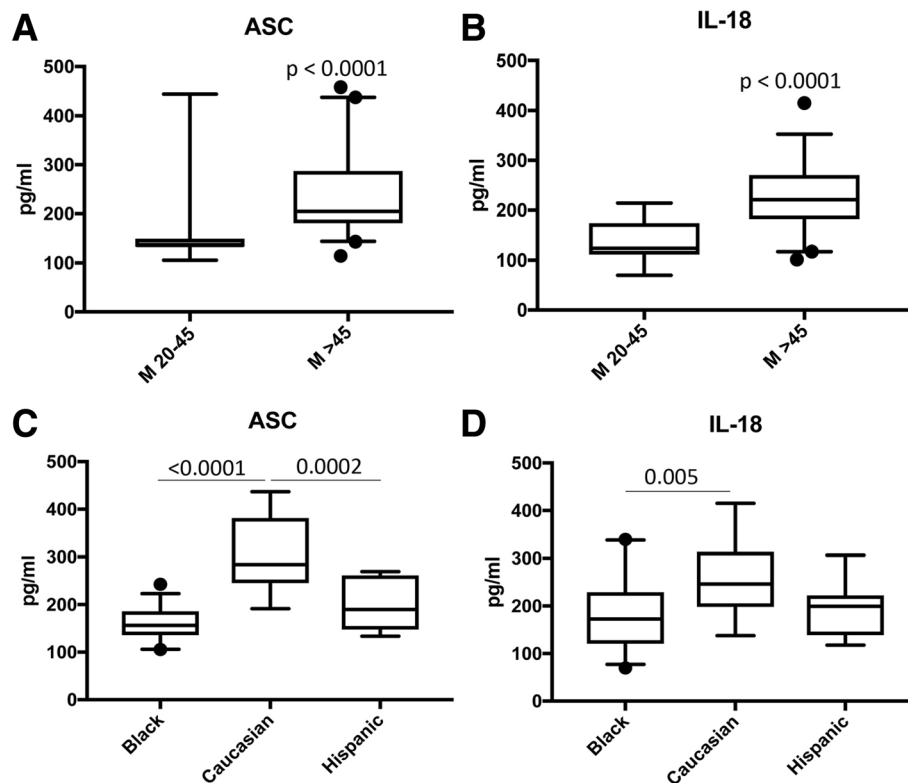 A
ASC
p < 0.0001
500
400
300
200
100
0
pg/ml
M 20-45
M >45
B
IL-18
p < 0.0001
500
400
300
200
100
0
pg/ml
M 20-45
M >45
C
ASC
<0.0001
0.0002
500
400
300
200
100
0
pg/ml
Black
Caucasian
Hispanic
D
IL-18
0.005
500
400
300
200
100
0
pg/ml
Black
Caucasian
Hispanic